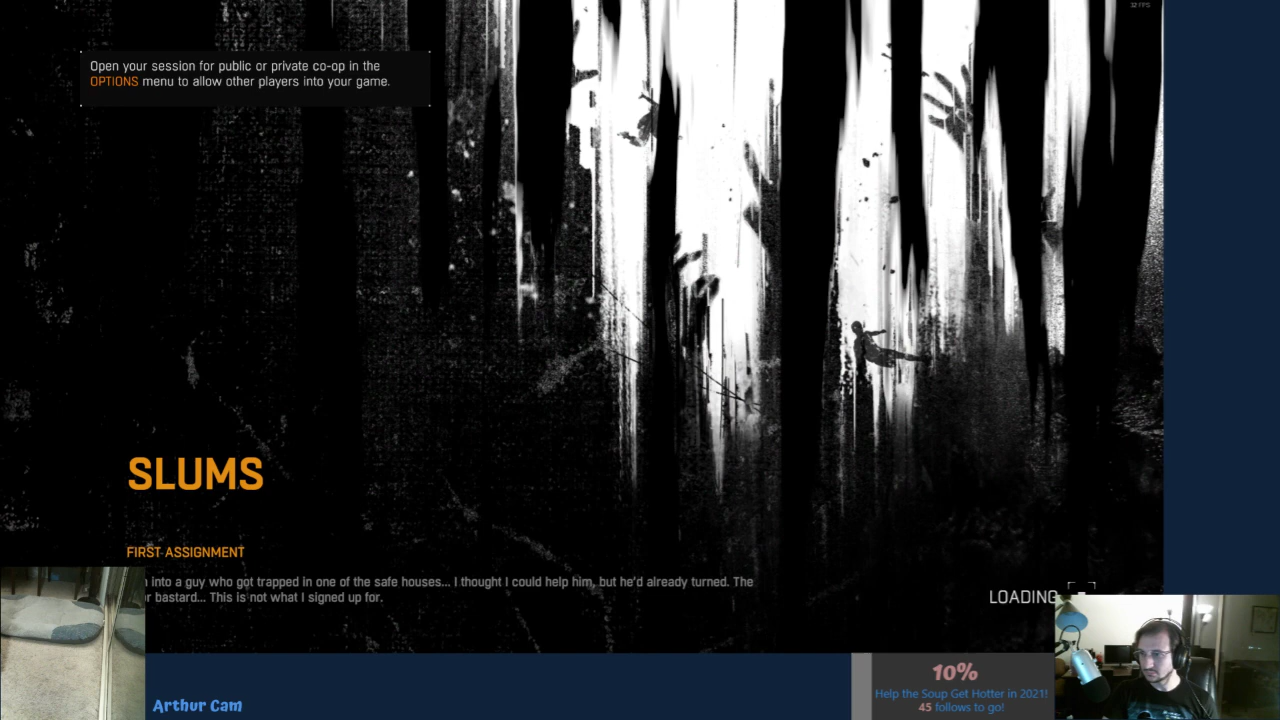 32 FPS
Open your session for public or private co-op in the
OPTIONS menu to allow other players into your game.
SLUMS
FIRST ASSIGNMENT
into a guy who got trapped in one of the safe houses... I thought I could help him, but he'd already turned. The
bastard... This is not what I signed up for.
LOADING
10%
Help the Soup Get Hotter in 2021!
45 follows to go!
Arthur Cam